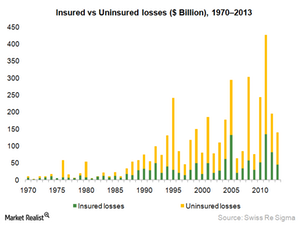 Insured vs Uninsured losses ($ Billion), 1970–2013
450
400
350
300
250
200
150
100
50
0
1970 1975 1980 1985 1990 1995 2000 2005 2010
Insured losses Uninsured losses
Market Realist
Source: Swiss Re Sigma